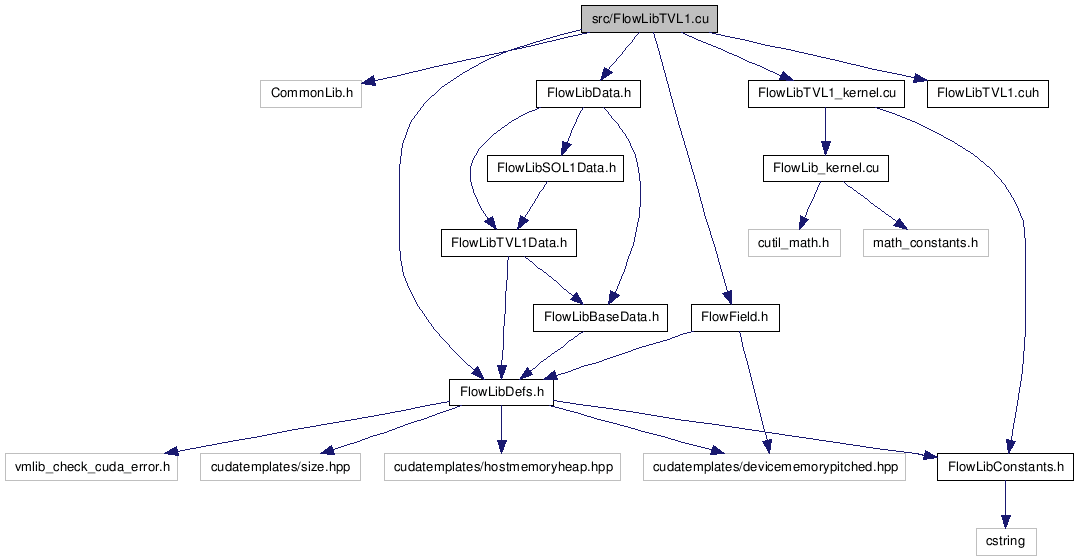 src/FlowLibTVL1.cu
CommonLib.h
FlowLibData.h
FlowLibTVL1_kernel.cu
FlowLibTVL1.cuh
FlowLibSOL1Data.h
FlowLib_kernel.cu
FlowLibTVL1Data.h
cutil_math.h
math_constants.h
FlowLibBaseData.h
FlowField.h
FlowLibDefs.h
vmlib_check_cuda_error.h
cudatemplates/size.hpp
cudatemplates/hostmemoryheap.hpp
cudatemplates/devicememorypitched.hpp
FlowLibConstants.h
cstring